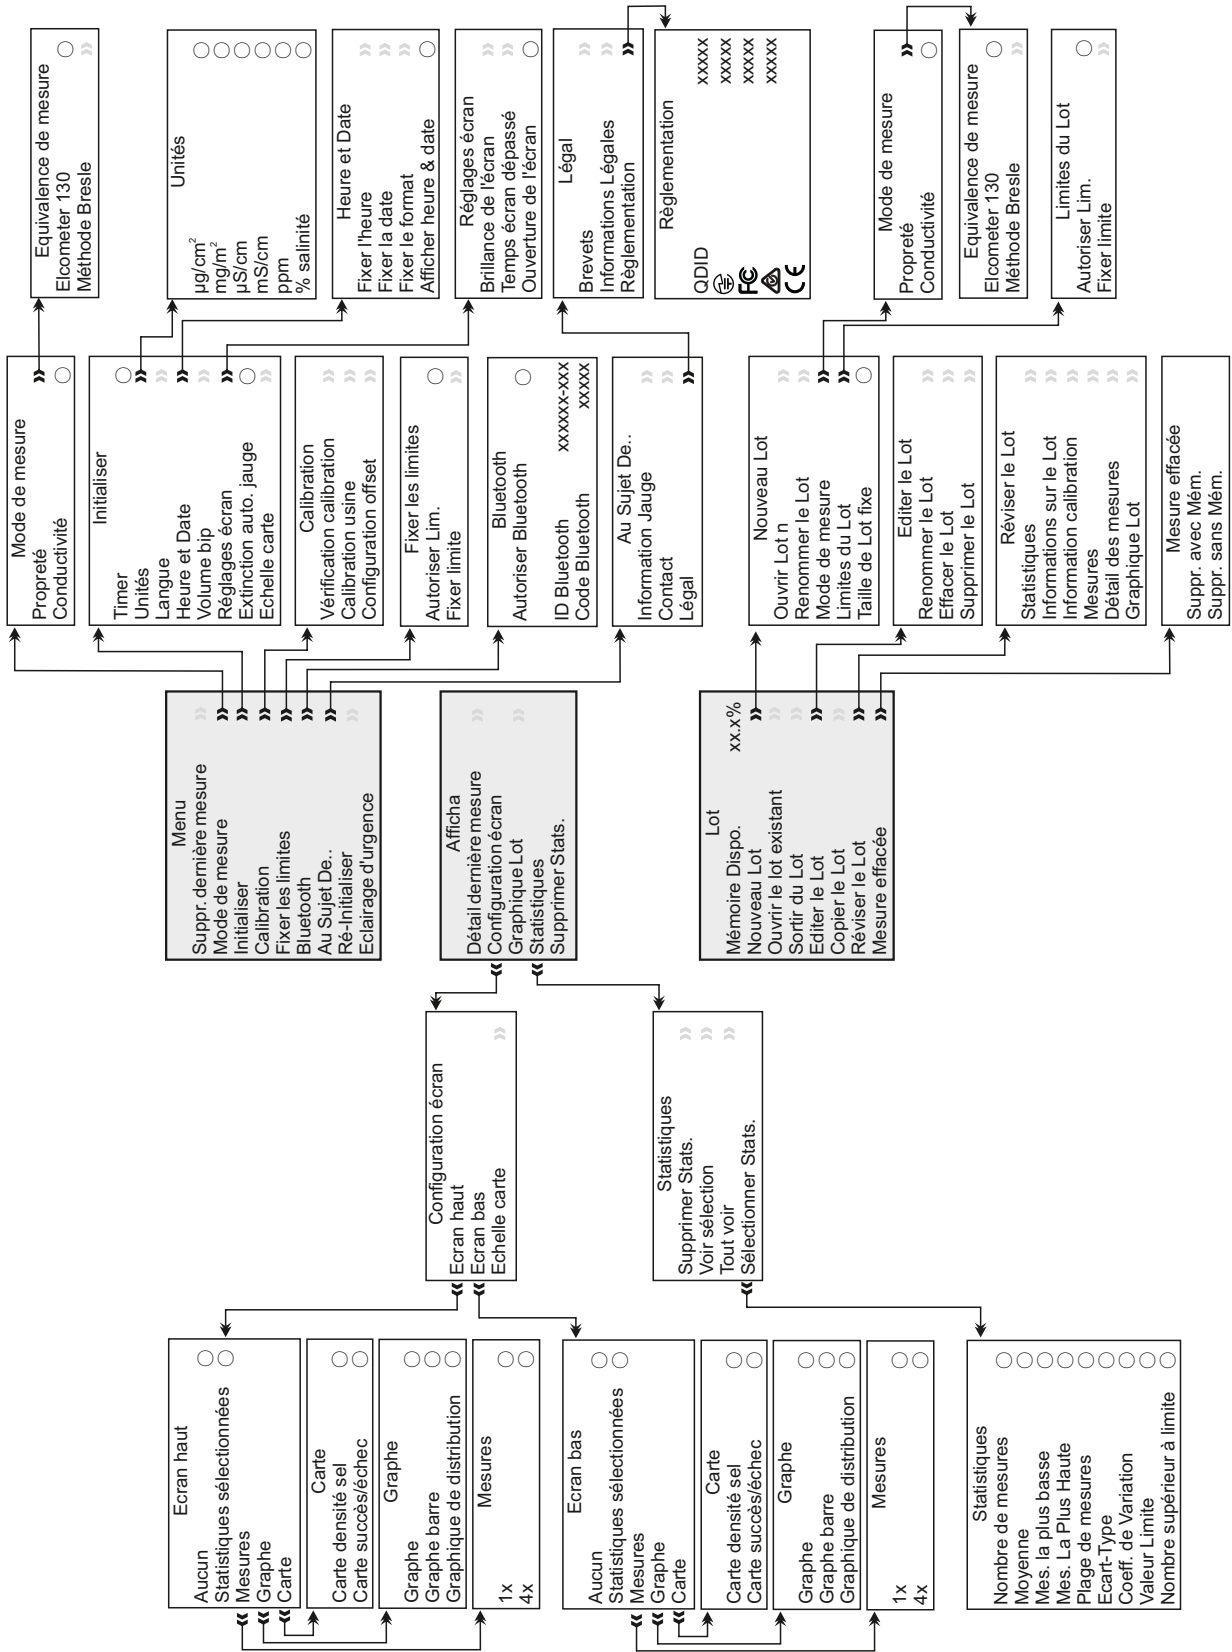 Menu
Suppr. dernière mesure
Mode de mesure
Initialiser
Calibration
Fixer les limites
Bluetooth
Au Sujet De..
Ré-Initialiser
Eclairage d'urgence
Mode de mesure
Propreté
Conductivité
Equivalence de mesure
Elcometer 130
Méthode Bresle
Initialiser
Timer
Unités
Langue
Heure et Date
Volume bip
Réglages écran
Extinction auto. jauge
Echelle carte
Unités
µg/cm²
mg/m²
µS/cm
mS/cm
ppm
% salinité
Heure et Date
Fixer l'heure
Fixer la date
Fixer le format
Afficher heure & date
Réglages écran
Brillance de l'écran
Temps écran dépassé
Ouverture de l'écran
Calibration
Vérification calibration
Calibration usine
Configuration offset
Fixer les limites
Autoriser Lim.
Fixer limite
Bluetooth
Autoriser Bluetooth
ID Bluetooth xxxxxx-xxx
Code Bluetooth xxxxx
Au Sujet De..
Information Jauge
Contact
Légal
Légal
Brevets
Informations Légales
Règlementation
Règlementation
QDID xxxxx
xxxxx
FC xxxxx
xxxxx
CE
Afficha
Détail dernière mesure
Configuration écran
Graphique Lot
Statistiques
Supprimer Stats.
Configuration écran
Ecran haut
Ecran bas
Echelle carte
Ecran haut
Aucun
Statistiques sélectionnées
Mesures
Graphe
Carte
Carte
Carte densité sel
Carte succès/échec
Graphe
Graphe
Graphe barre
Graphique de distribution
Mesures
1x
4x
Ecran bas
Aucun
Statistiques sélectionnées
Mesures
Graphe
Carte
Carte
Carte densité sel
Carte succès/échec
Graphe
Graphe
Graphe barre
Graphique de distribution
Mesures
1x
4x
Statistiques
Supprimer Stats.
Voir sélection
Tout voir
Sélectionner Stats.
Statistiques
Nombre de mesures
Moyenne
Mes. la plus basse
Mes. La Plus Haute
Plage de mesures
Ecart-Type
Coeff. de Variation
Valeur Limite
Nombre supérieur à limite
Lot
Mémoire Dispo. xx.x%
Nouveau Lot
Ouvrir le lot existant
Sortir du Lot
Editer le Lot
Copier le Lot
Réviser le Lot
Mesure effacée
Nouveau Lot
Ouvrir Lot n
Renommer le Lot
Mode de mesure
Limites du Lot
Taille de Lot fixe
Mode de mesure
Propreté
Conductivité
Equivalence de mesure
Elcometer 130
Méthode Bresle
Limites du Lot
Autoriser Lim.
Fixer limite
Editer le Lot
Renommer le Lot
Effacer le Lot
Supprimer le Lot
Réviser le Lot
Statistiques
Informations sur le Lot
Information calibration
Mesures
Détail des mesures
Graphique Lot
Mesure effacée
Suppr. avec Mém.
Suppr. sans Mém.